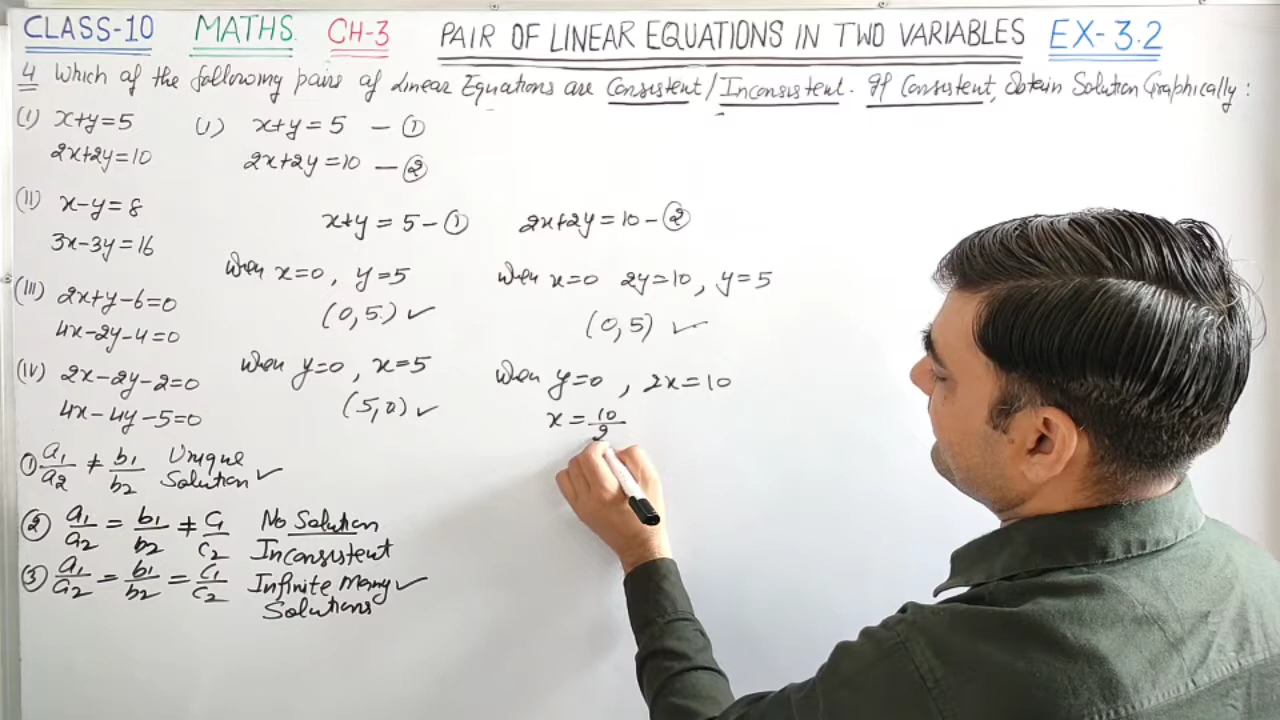 CLASS-10 MATHS. CH-3 PAIR OF LINEAR EQUATIONS IN TWO VARIABLES EX-3.2
4 Which of the following pairs of Linear Equations are Consistent/Inconsistent. If Consistent, Obtain Solution Graphically:
(i) x+y=5
2x+2y=10
(ii) x-y=8
3x-3y=16
(iii) 2x+y-6=0
4x-2y-4=0
(iv) 2x-2y-2=0
4x-4y-5=0
① a₁/a₂ ≠ b₁/b₂ Unique Solution ✓
② a₁/a₂ = b₁/b₂ ≠ c₁/c₂ No Solution Inconsistent
③ a₁/a₂ = b₁/b₂ = c₁/c₂ Infinite Many Solutions ✓
(i) x+y=5 - ①
2x+2y=10 - ②
x+y=5-①
when x=0, y=5
(0,5) ✓
when y=0, x=5
(5,0) ✓
2x+2y=10-②
when x=0 2y=10, y=5
(0,5) ✓
when y=0, 2x=10
x=10/2